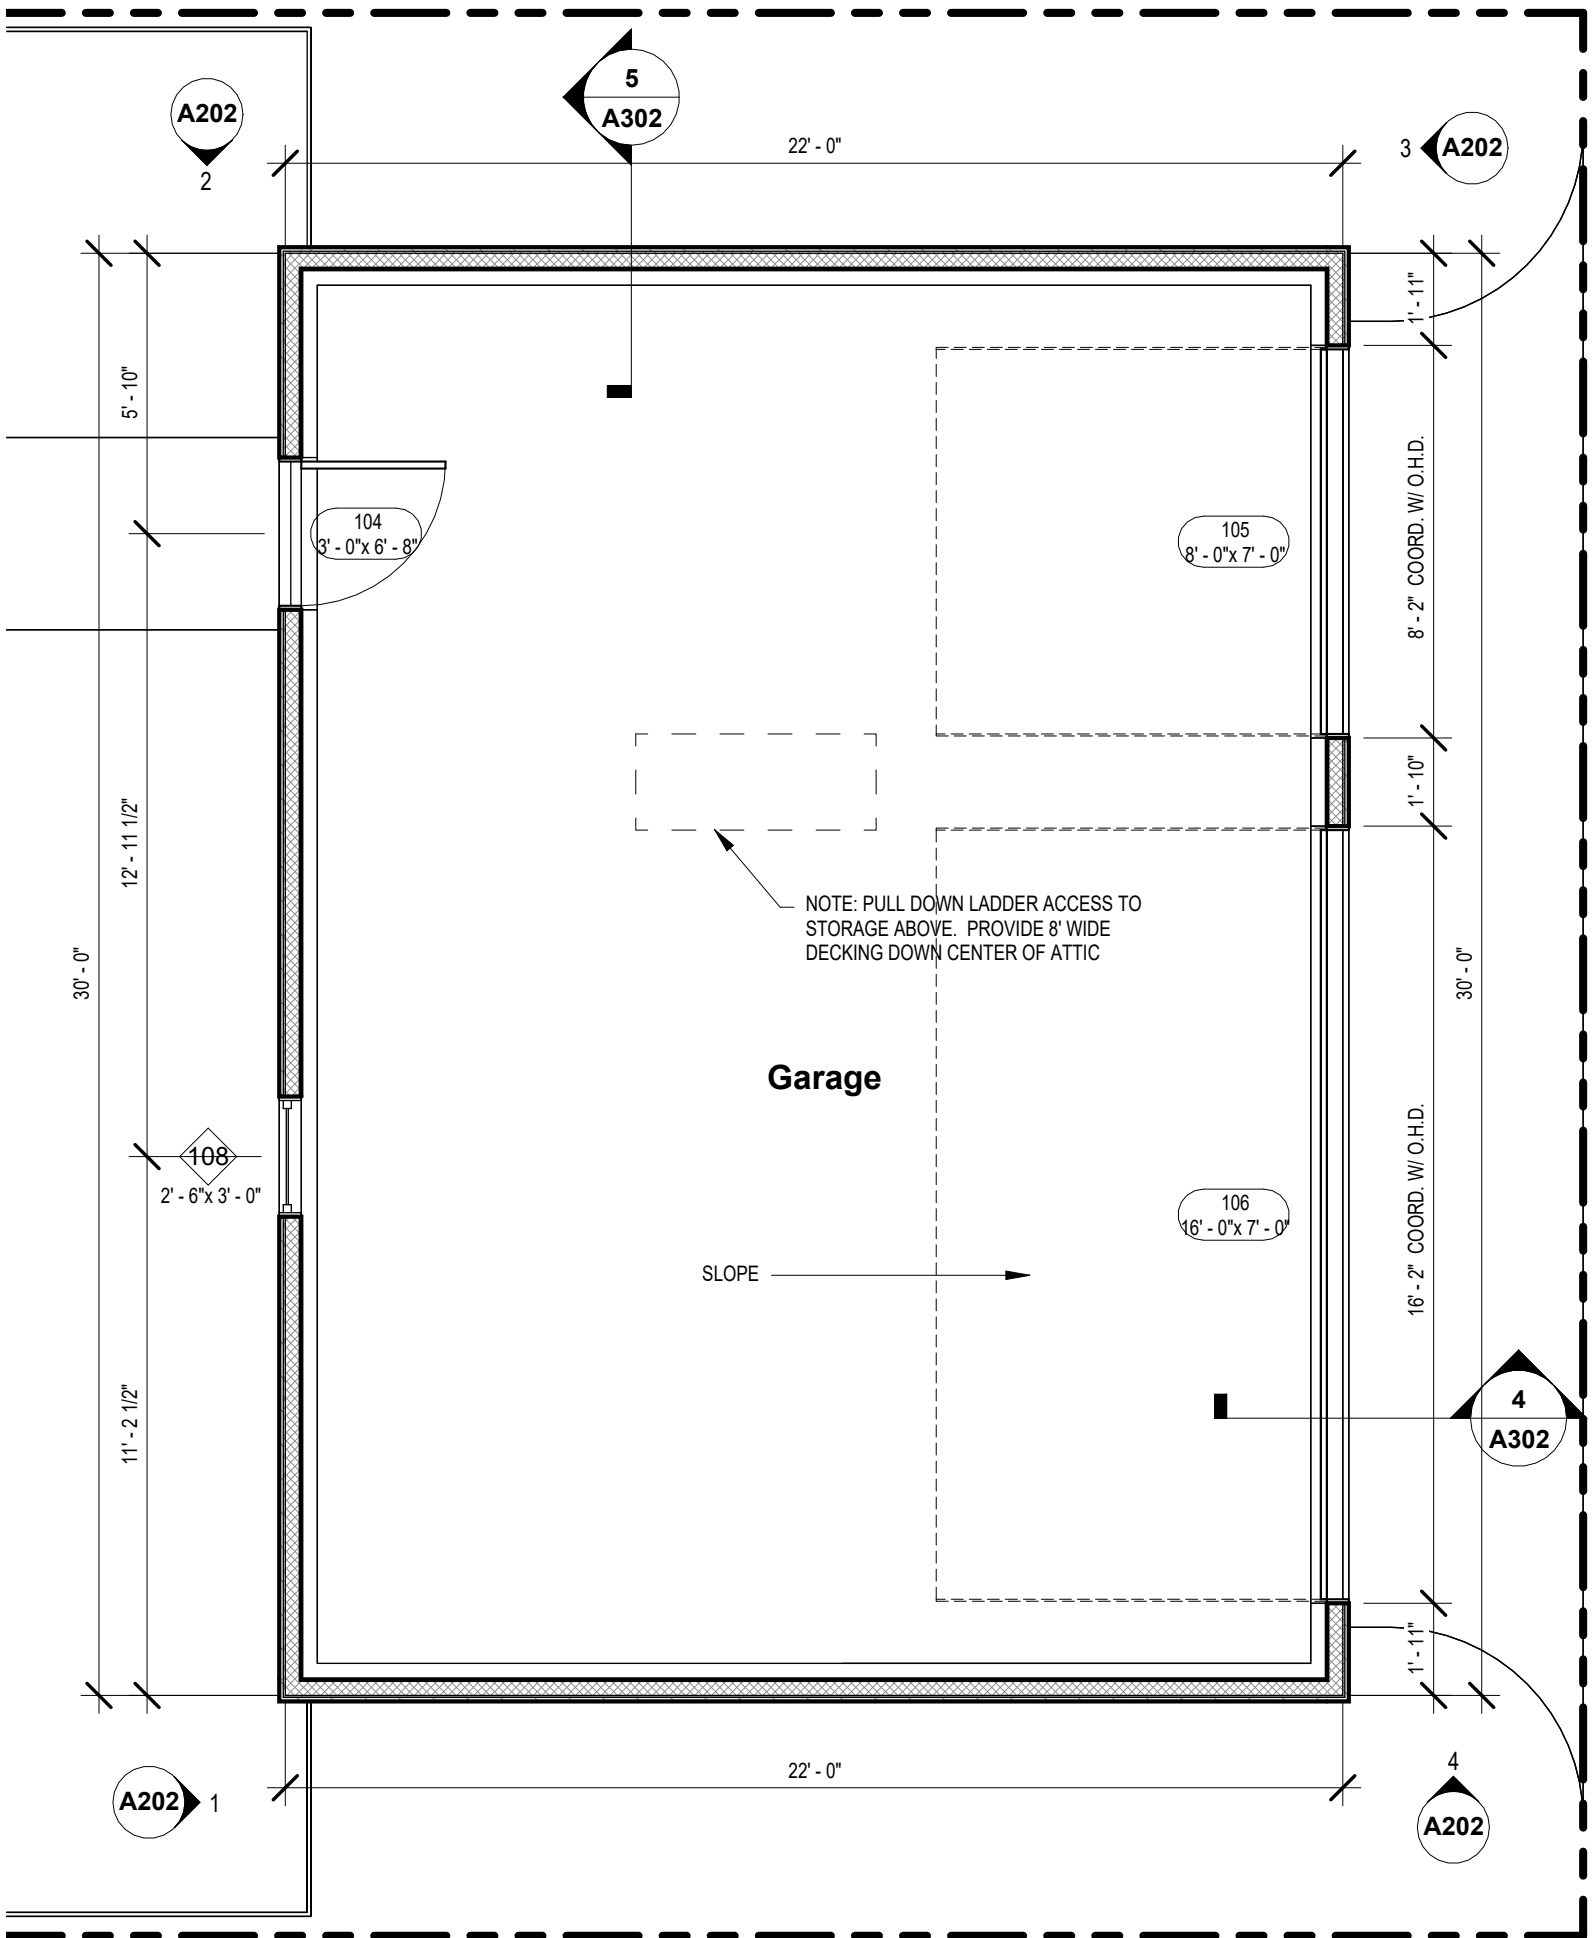 5
A302
A202
2
22' - 0"
3
A202
1' - 11"
5' - 10"
8' - 2"  COORD. W/ O.H.D.
104
3' - 0"x 6' - 8"
105
8' - 0"x 7' - 0"
1' - 10"
12' - 11 1/2"
NOTE: PULL DOWN LADDER ACCESS TO
STORAGE ABOVE.  PROVIDE 8' WIDE
DECKING DOWN CENTER OF ATTIC
30' - 0"
30' - 0"
Garage
108
2' - 6"x 3' - 0"
106
16' - 0"x 7' - 0"
16' - 2"  COORD. W/ O.H.D.
SLOPE
11' - 2 1/2"
4
A302
1' - 11"
22' - 0"
A202
1
4
A202